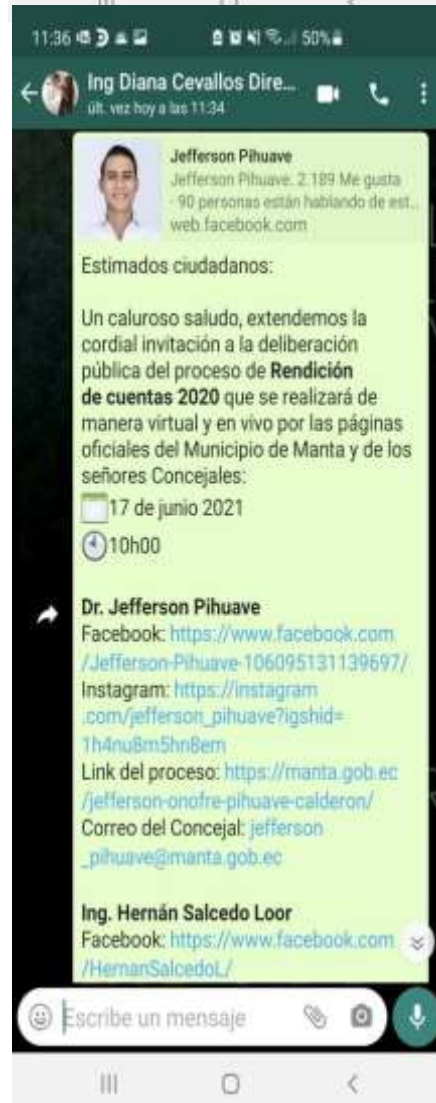 11:36
50%
Ing Diana Cevallos Dire...
últ. vez hoy a las 11:34
Jefferson Pihuave
Jefferson Pihuave. 2.189 Me gusta
· 90 personas están hablando de est...
web.facebook.com
Estimados ciudadanos:
Un caluroso saludo, extendemos la
cordial invitación a la deliberación
pública del proceso de Rendición
de cuentas 2020 que se realizará de
manera virtual y en vivo por las páginas
oficiales del Municipio de Manta y de los
señores Concejales:
17 de junio 2021
10h00
Dr. Jefferson Pihuave
Facebook: https://www.facebook.com
/Jefferson-Pihuave-106095131139697/
Instagram: https://instagram
.com/jefferson_pihuave?igshid=
1h4nu8m5hn8em
Link del proceso: https://manta.gob.ec
/jefferson-onofre-pihuave-calderon/
Correo del Concejal: jefferson
_pihuave@manta.gob.ec
Ing. Hernán Salcedo Loor
Facebook: https://www.facebook.com
/HernanSalcedoL/
Escribe un mensaje